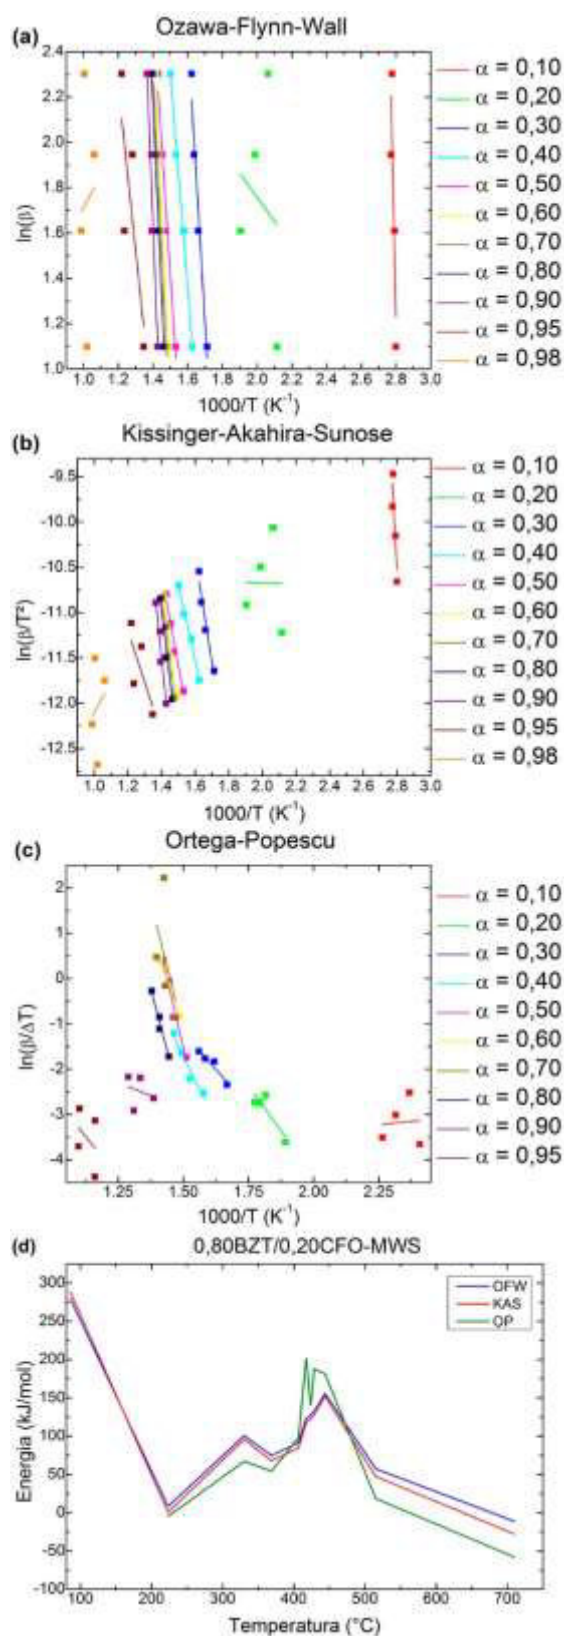 (a) Ozawa-Flynn-Wall
2.4
2.2
2.0
1.8
1.6
1.4
1.2
1.0
ln(β)
1.0 1.2 1.4 1.6 1.8 2.0 2.2 2.4 2.6 2.8 3.0
1000/T (K⁻¹)
α = 0,10
α = 0,20
α = 0,30
α = 0,40
α = 0,50
α = 0,60
α = 0,70
α = 0,80
α = 0,90
α = 0,95
α = 0,98
(b) Kissinger-Akahira-Sunose
-9.5
-10.0
-10.5
-11.0
-11.5
-12.0
-12.5
ln(β/T²)
1.0 1.2 1.4 1.6 1.8 2.0 2.2 2.4 2.6 2.8 3.0
1000/T (K⁻¹)
α = 0,10
α = 0,20
α = 0,30
α = 0,40
α = 0,50
α = 0,60
α = 0,70
α = 0,80
α = 0,90
α = 0,95
α = 0,98
(c) Ortega-Popescu
2
1
0
-1
-2
-3
-4
ln(β/ΔT)
1.25 1.50 1.75 2.00 2.25
1000/T (K⁻¹)
α = 0,10
α = 0,20
α = 0,30
α = 0,40
α = 0,50
α = 0,60
α = 0,70
α = 0,80
α = 0,90
α = 0,95
(d) 0,80BZT/0,20CFO-MWS
300
250
200
150
100
50
0
-50
-100
Energia (kJ/mol)
100 200 300 400 500 600 700
Temperatura (°C)
OFW
KAS
OP